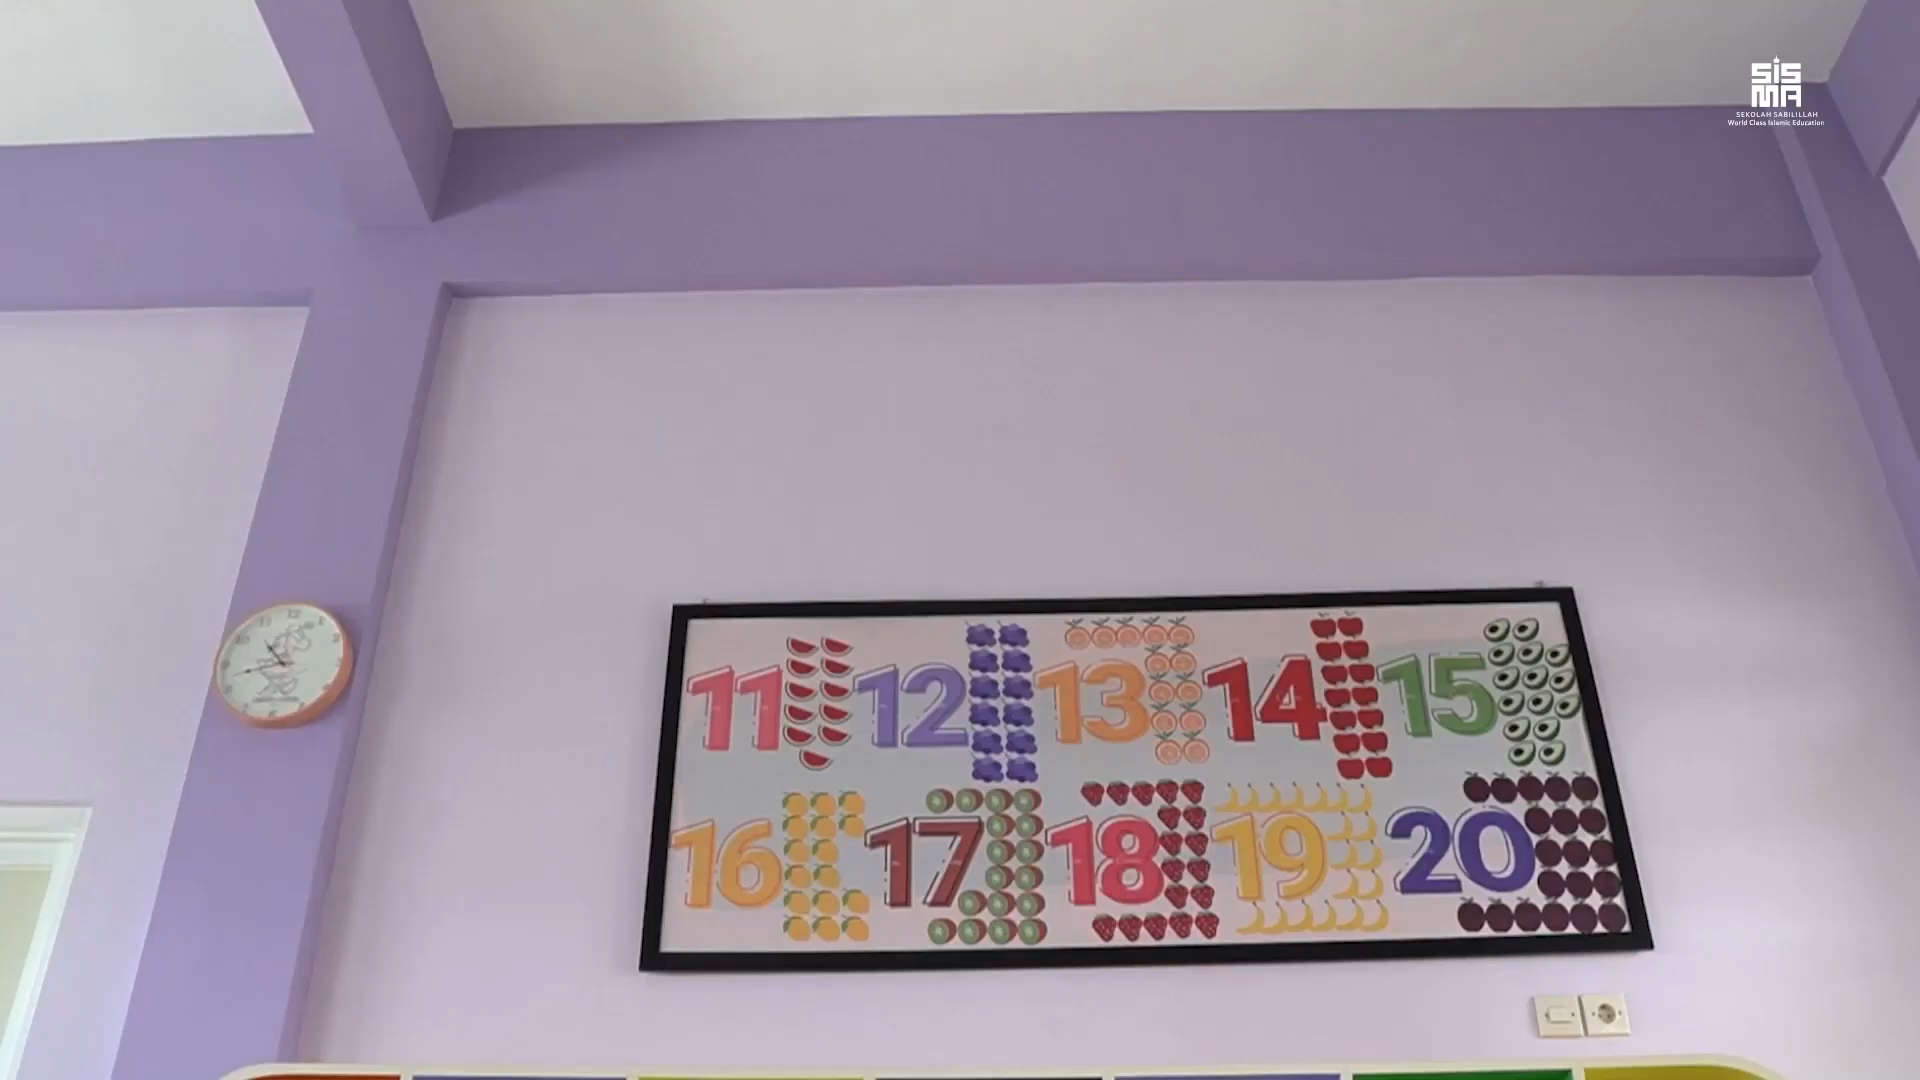 SIS
MA
SEKOLAH SABILILLAH
World Class Islamic Education
11 12 13 14 15
16 17 18 19 20